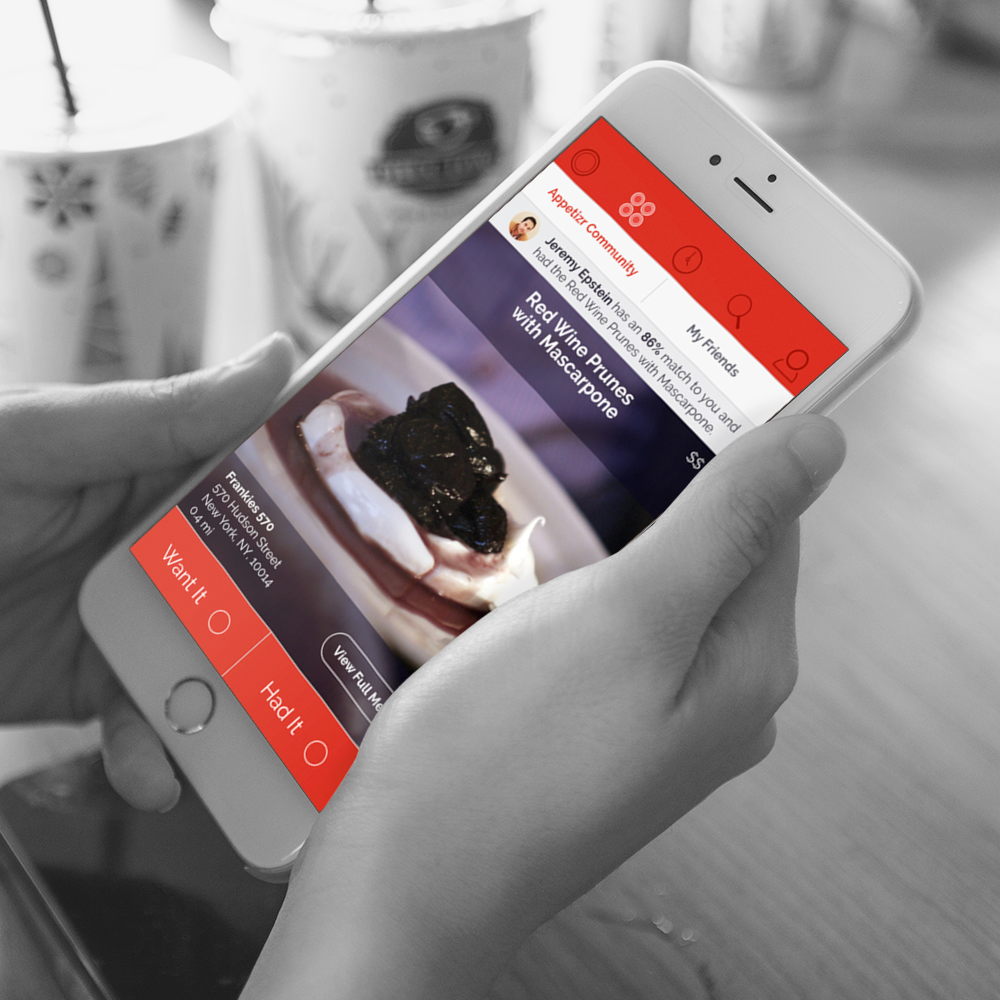 Appetizr Community
My Friends
Jeremy Epstein has an 86% match to you and
had the Red Wine Prunes with Mascarpone.
Red Wine Prunes
with Mascarpone
$$
Frankies 570
570 Hudson Street
New York, NY, 10014
0.4 mi
View Full Me
Want It
Had It